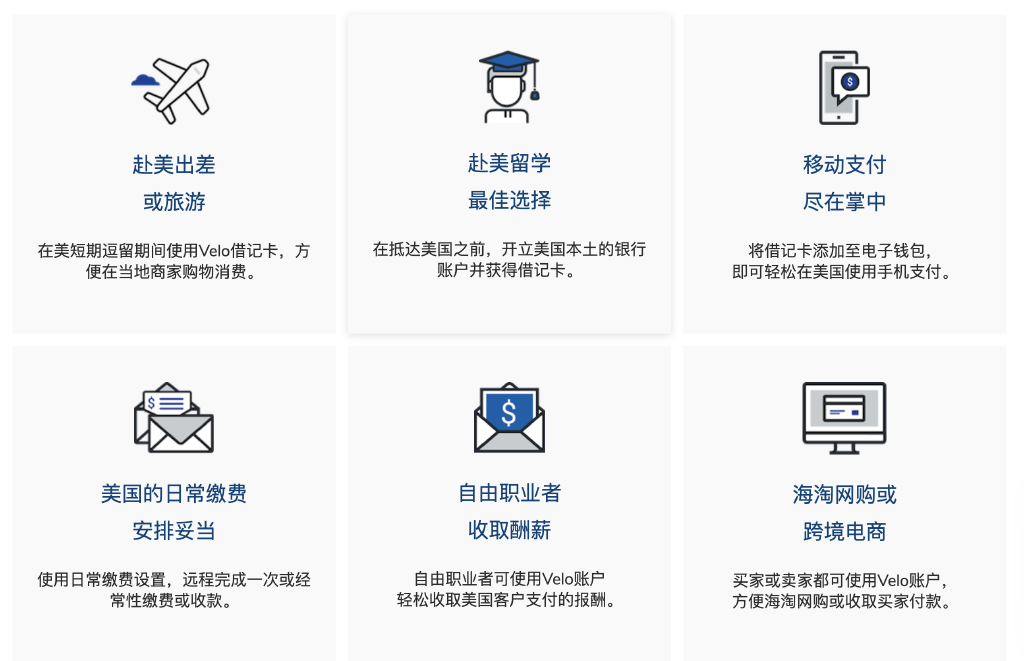 赴美出差
或旅游
在美短期逗留期间使用Velo借记卡，方
便在当地商家购物消费。
赴美留学
最佳选择
在抵达美国之前，开立美国本土的银行
账户并获得借记卡。
$
移动支付
尽在掌中
将借记卡添加至电子钱包，
即可轻松在美国使用手机支付。
$
美国的日常缴费
安排妥当
使用日常缴费设置，远程完成一次或经
常性缴费或收款。
$
自由职业者
收取酬薪
自由职业者可使用Velo账户
轻松收取美国客户支付的报酬。
海淘网购或
跨境电商
买家或卖家都可使用Velo账户，
方便海淘网购或收取买家付款。